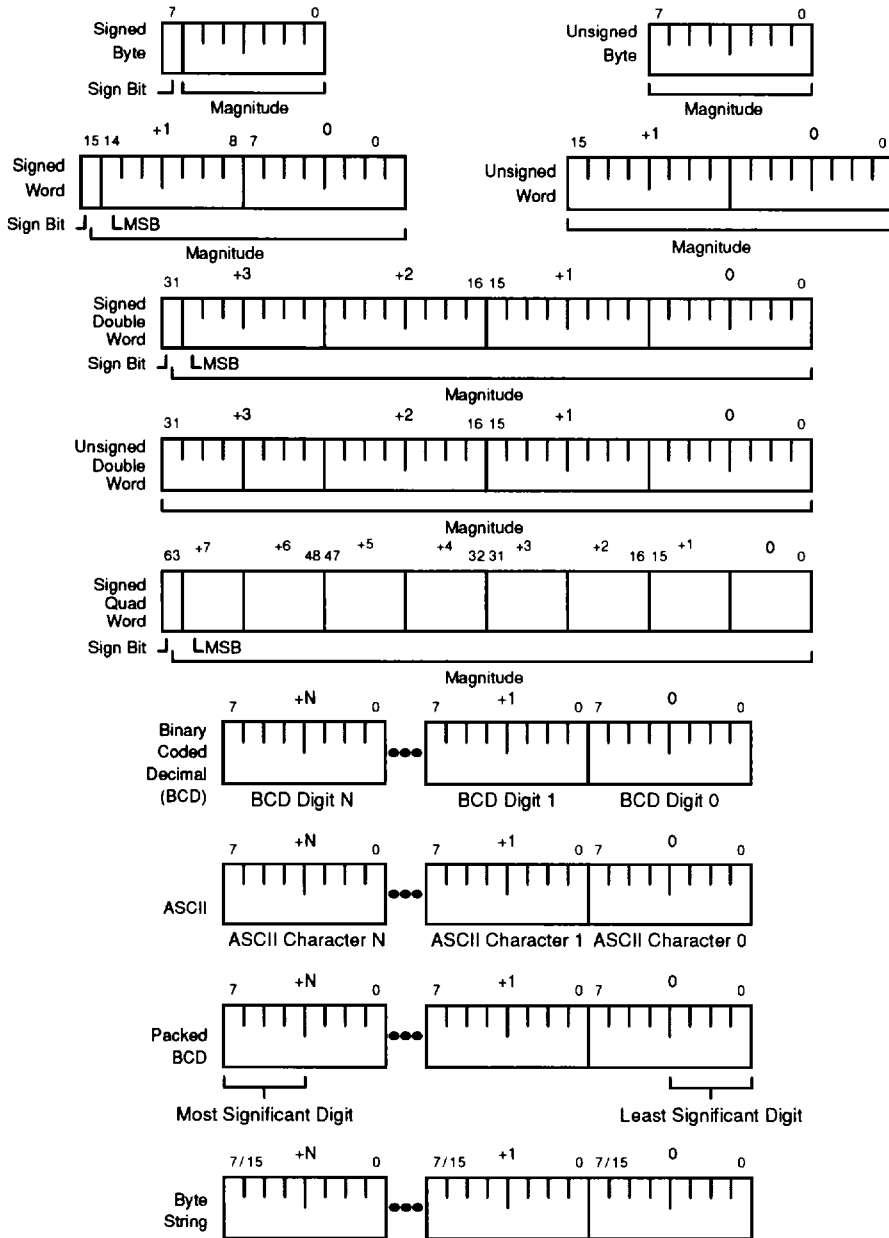 7 0
Signed
Byte
Sign Bit
Magnitude
7 0
Unsigned
Byte
Magnitude
15 14 +1 8 7 0 0
Signed
Word
Sign Bit
MSB
Magnitude
15 +1 0 0
Unsigned
Word
Magnitude
31 +3 +2 16 15 +1 0 0
Signed
Double
Word
Sign Bit
MSB
Magnitude
31 +3 +2 16 15 +1 0 0
Unsigned
Double
Word
Magnitude
63 +7 +6 48 47 +5 +4 32 31 +3 +2 16 15 +1 0 0
Signed
Quad
Word
Sign Bit
MSB
Magnitude
7 +N 0 7 +1 0 7 0 0
Binary
Coded
Decimal
(BCD)
BCD Digit N BCD Digit 1 BCD Digit 0
7 +N 0 7 +1 0 7 0 0
ASCII
ASCII Character N ASCII Character 1 ASCII Character 0
7 +N 0 7 +1 0 7 0 0
Packed
BCD
Most Significant Digit Least Significant Digit
7/15 +N 0 7/15 +1 0 7/15 0 0
Byte
String